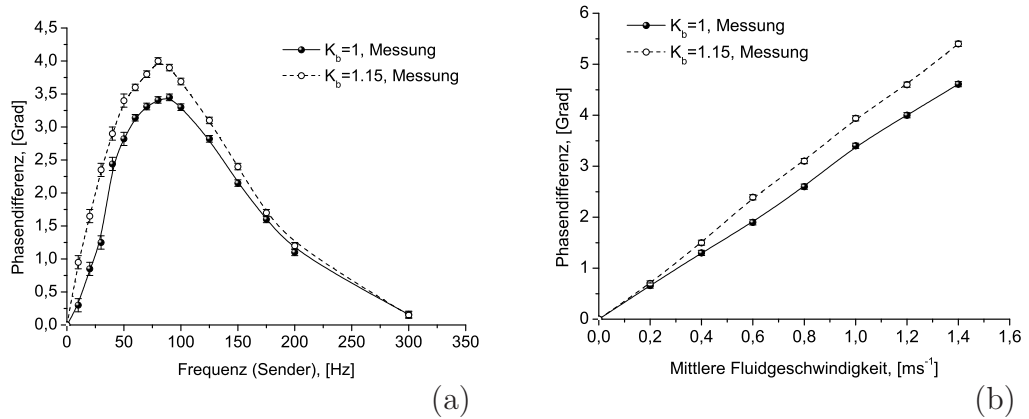 4,5
4,0
3,5
3,0
2,5
2,0
1,5
1,0
0,5
0,0
Phasendifferenz, [Grad]
K_b=1, Messung
K_b=1.15, Messung
0 50 100 150 200 250 300 350
Frequenz (Sender), [Hz]
(a)
6
5
4
3
2
1
0
Phasendifferenz, [Grad]
K_b=1, Messung
K_b=1.15, Messung
0,0 0,2 0,4 0,6 0,8 1,0 1,2 1,4 1,6
Mittlere Fluidgeschwindigkeit, [ms⁻¹]
(b)